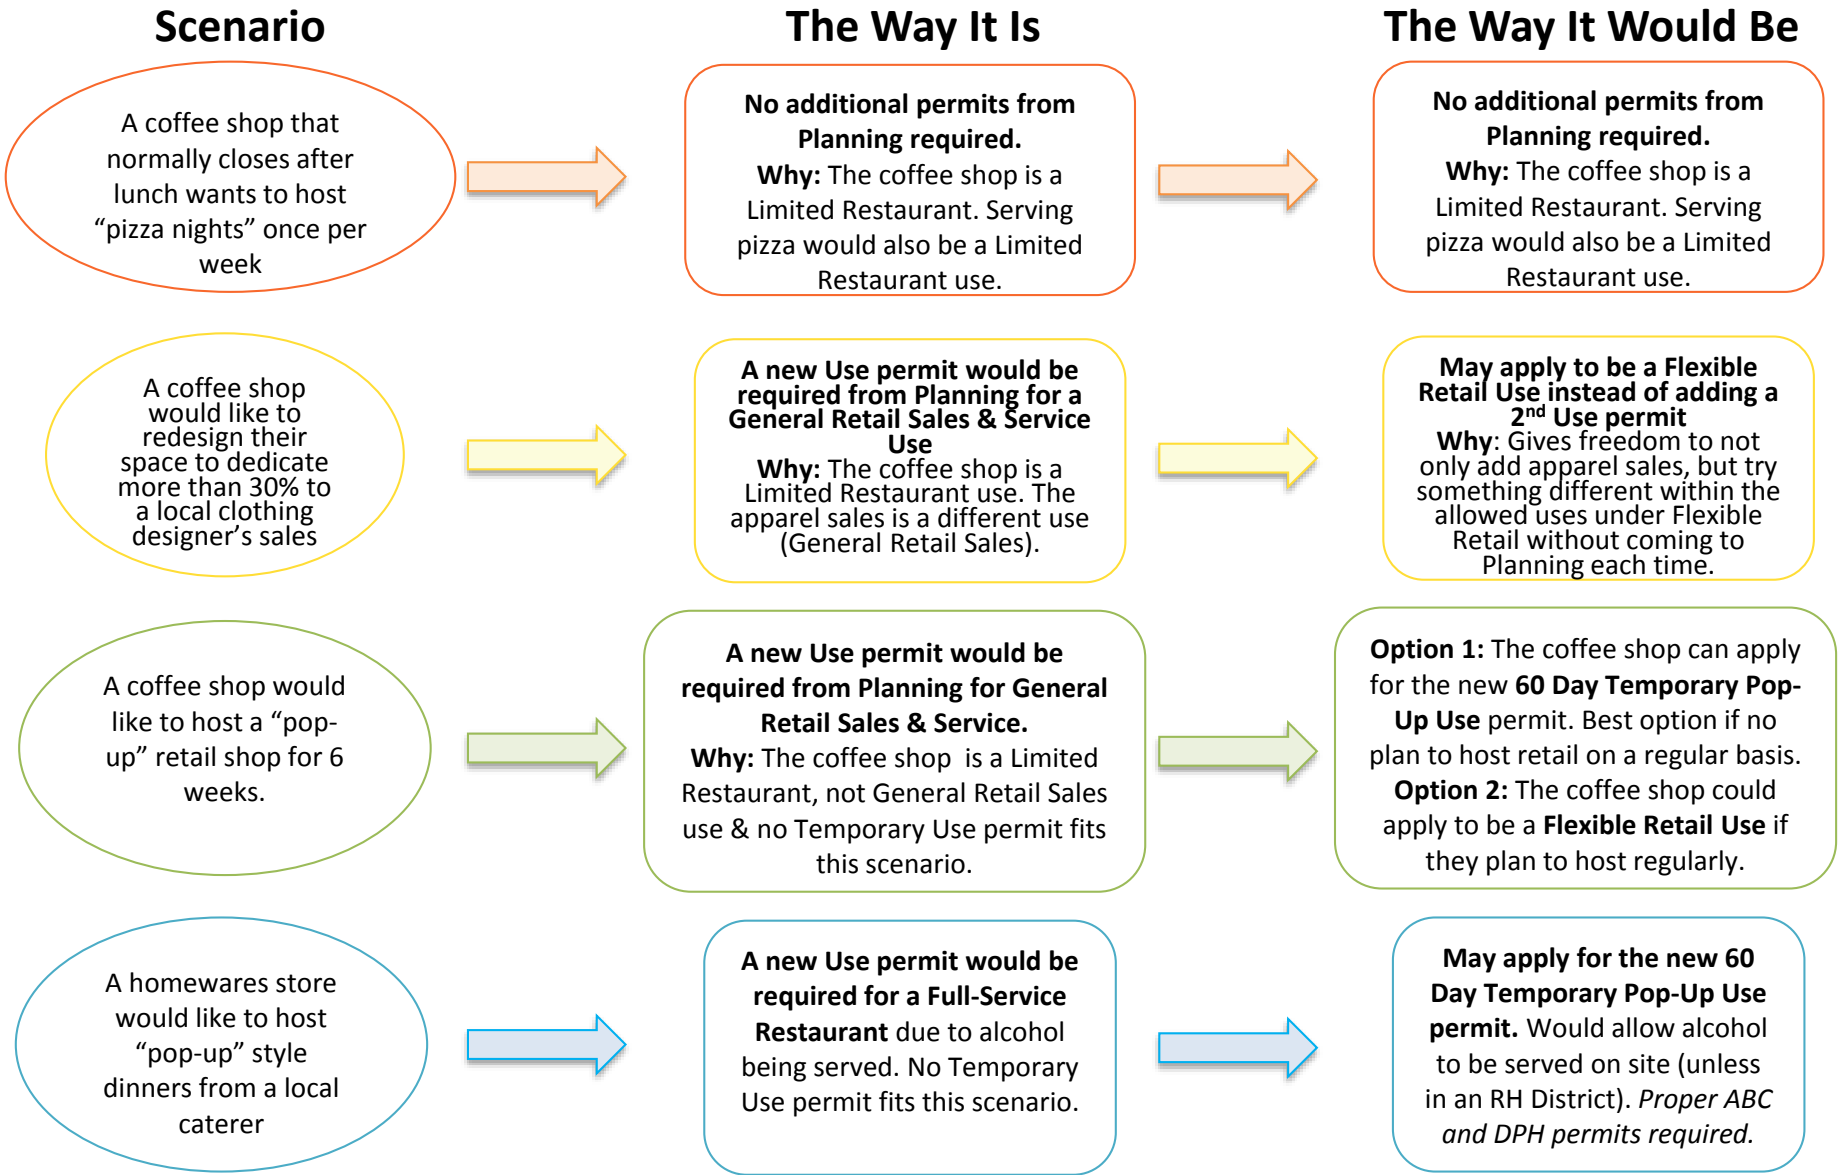 Scenario
The Way It Is
The Way It Would Be
A coffee shop that
normally closes after
lunch wants to host
“pizza nights” once per
week
No additional permits from
Planning required.
Why: The coffee shop is a
Limited Restaurant. Serving
pizza would also be a Limited
Restaurant use.
No additional permits from
Planning required.
Why: The coffee shop is a
Limited Restaurant. Serving
pizza would also be a Limited
Restaurant use.
A coffee shop
would like to
redesign their
space to dedicate
more than 30% to
a local clothing
designer’s sales
A new Use permit would be
required from Planning for a
General Retail Sales & Service
Use
Why: The coffee shop is a
Limited Restaurant use. The
apparel sales is a different use
(General Retail Sales).
May apply to be a Flexible
Retail Use instead of adding a
2nd Use permit
Why: Gives freedom to not
only add apparel sales, but try
something different within the
allowed uses under Flexible
Retail without coming to
Planning each time.
A coffee shop would
like to host a “pop-
up” retail shop for 6
weeks.
A new Use permit would be
required from Planning for General
Retail Sales & Service.
Why: The coffee shop is a Limited
Restaurant, not General Retail Sales
use & no Temporary Use permit fits
this scenario.
Option 1: The coffee shop can apply
for the new 60 Day Temporary Pop-
Up Use permit. Best option if no
plan to host retail on a regular basis.
Option 2: The coffee shop could
apply to be a Flexible Retail Use if
they plan to host regularly.
A homewares store
would like to host
“pop-up” style
dinners from a local
caterer
A new Use permit would be
required for a Full-Service
Restaurant due to alcohol
being served. No Temporary
Use permit fits this scenario.
May apply for the new 60
Day Temporary Pop-Up Use
permit. Would allow alcohol
to be served on site (unless
in an RH District). Proper ABC
and DPH permits required.